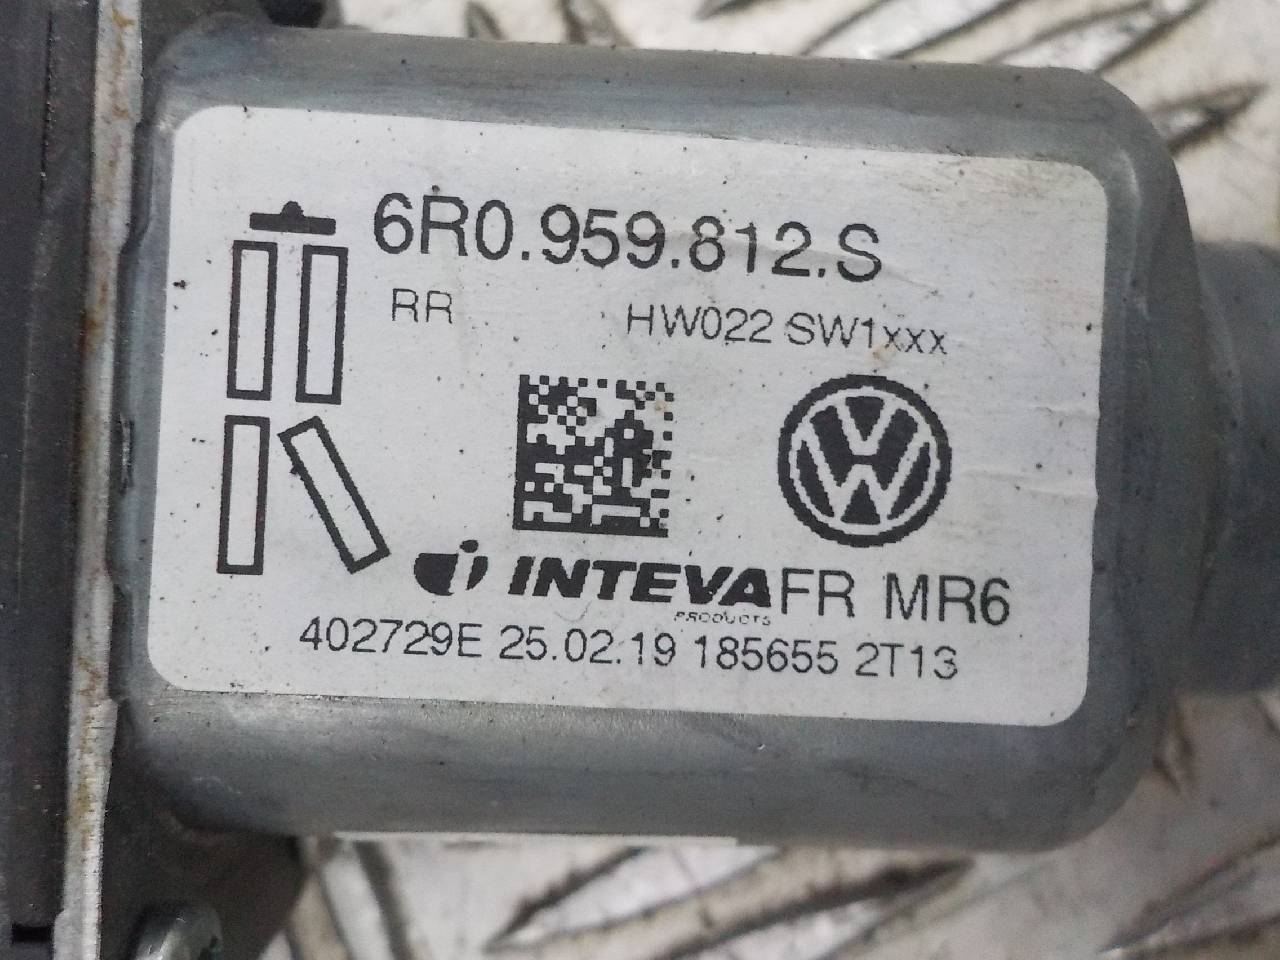 6R0.959.812.S
RR HW022 SW1xxx
INTEVA FR MR6
PRODUCTS
402729E 25.02.19 185655 2T13